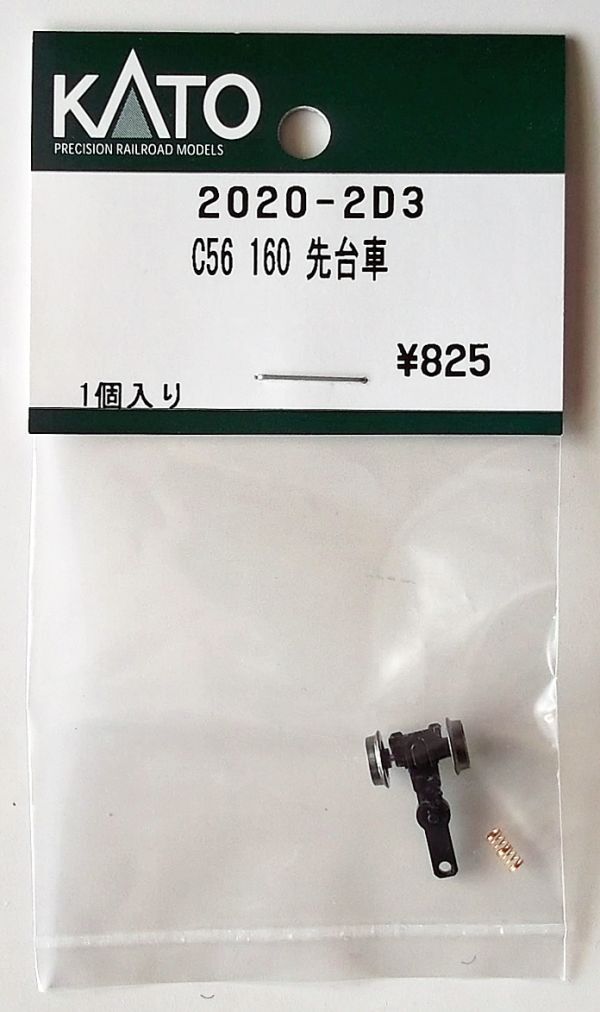 KATO
PRECISION RAILROAD MODELS
2020-2D3
C56 160 先台車
¥825
1個入り